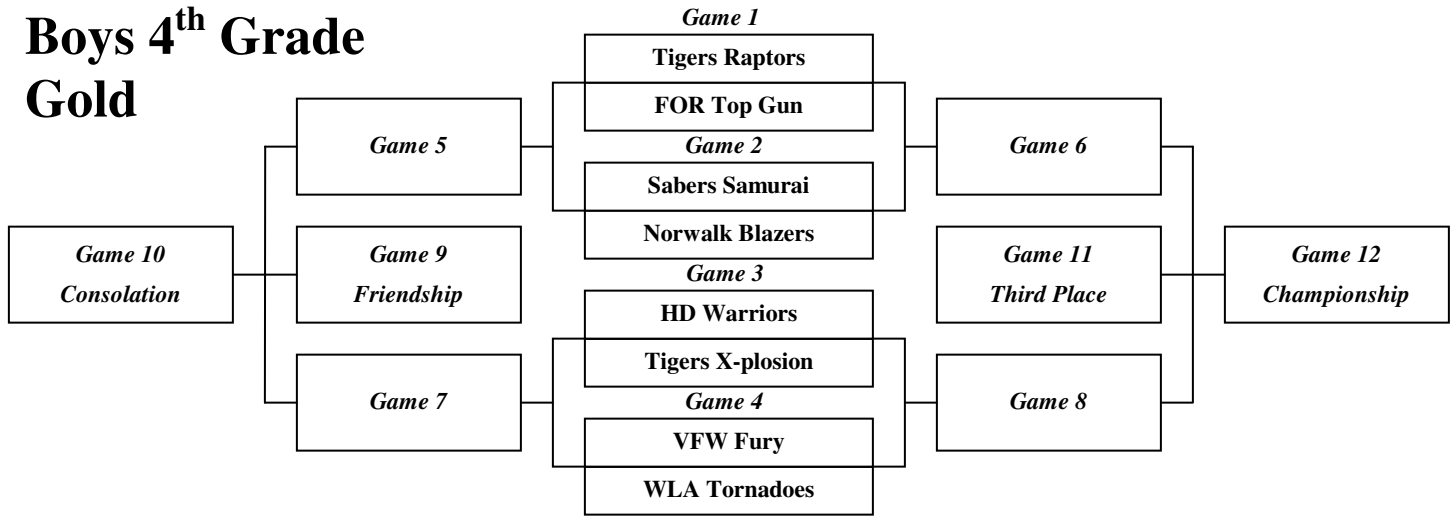 Boys 4th Grade
Gold
Game 1
Tigers Raptors
FOR Top Gun
Game 2
Sabers Samurai
Norwalk Blazers
Game 3
HD Warriors
Tigers X-plosion
Game 4
VFW Fury
WLA Tornadoes
Game 5
Game 6
Game 10
Consolation
Game 9
Friendship
Game 11
Third Place
Game 12
Championship
Game 7
Game 8